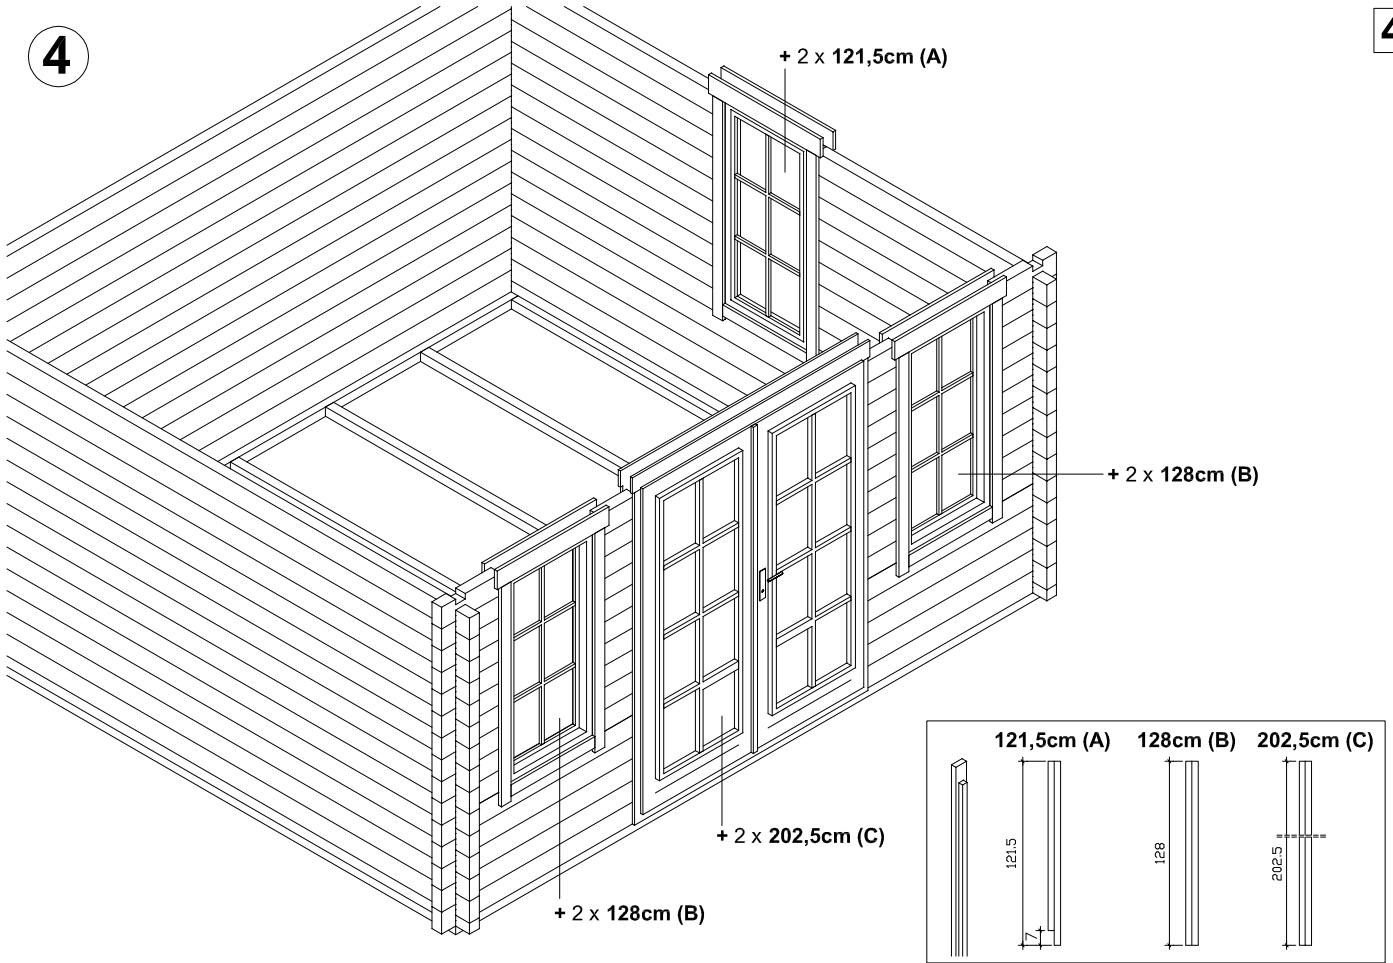 4
4
+ 2 x 121,5cm (A)
+ 2 x 128cm (B)
+ 2 x 202,5cm (C)
+ 2 x 128cm (B)
121,5cm (A) 128cm (B) 202,5cm (C)
121.5
7
128
202.5